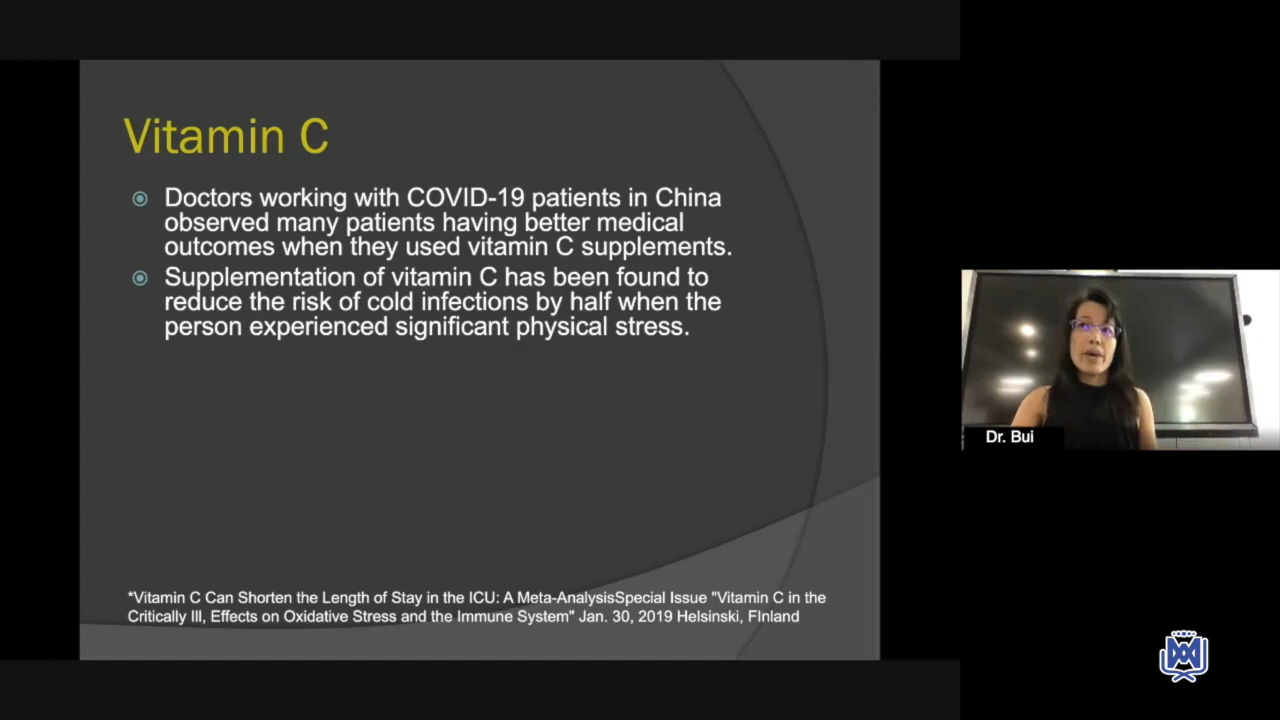 Vitamin C
Doctors working with COVID-19 patients in China
observed many patients having better medical
outcomes when they used vitamin C supplements.
Supplementation of vitamin C has been found to
reduce the risk of cold infections by half when the
person experienced significant physical stress.
*Vitamin C Can Shorten the Length of Stay in the ICU: A Meta-AnalysisSpecial Issue "Vitamin C in the
Critically Ill, Effects on Oxidative Stress and the Immune System" Jan. 30, 2019 Helsinski, FInland
Dr. Bui